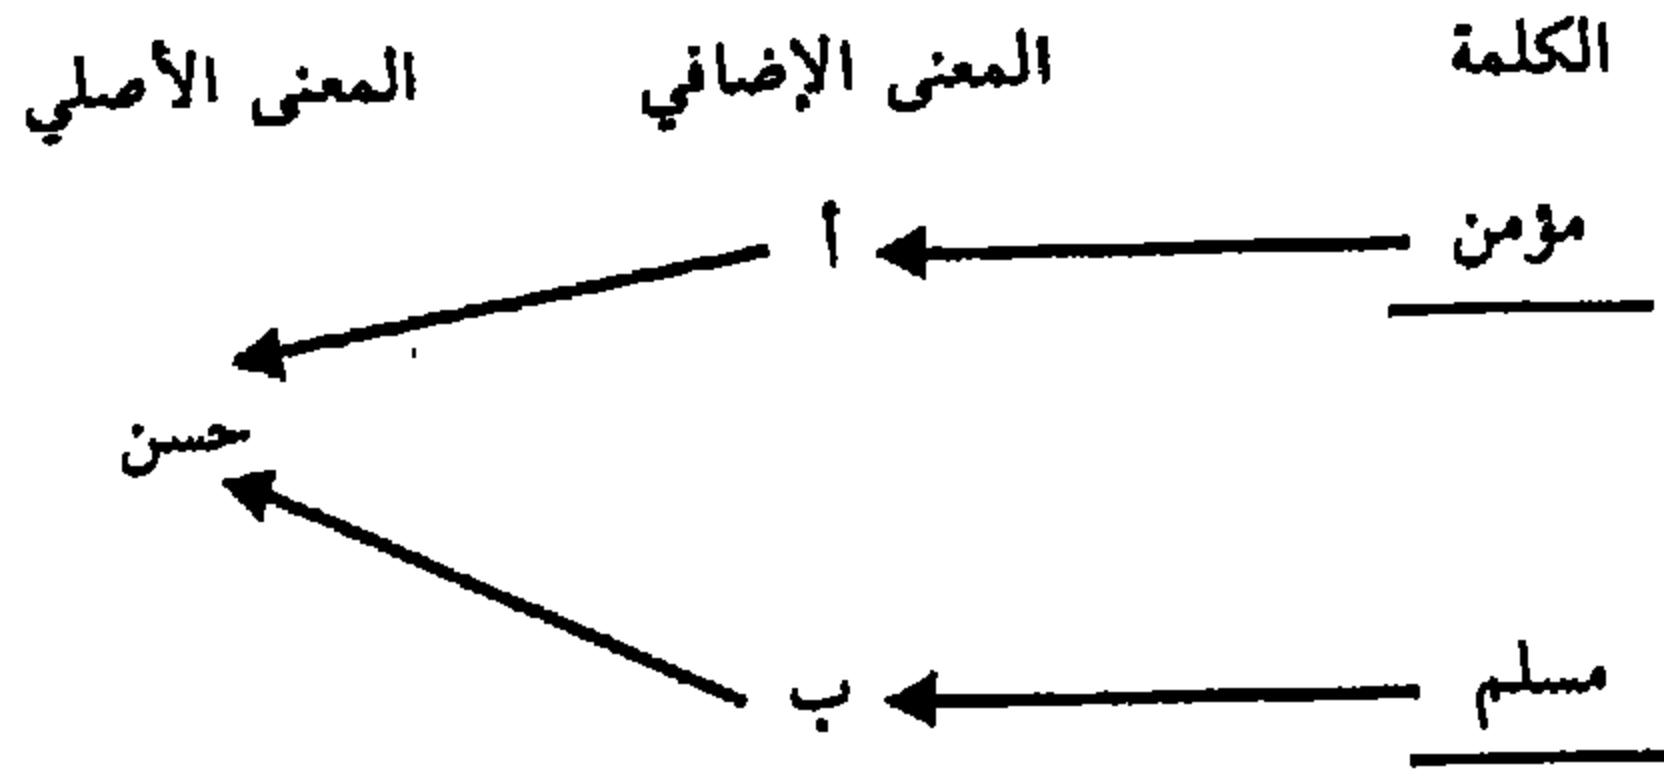 الكلمة المعنى الإضافي المعنى الأصلي
مؤمن أ
حسن
مسلم ب